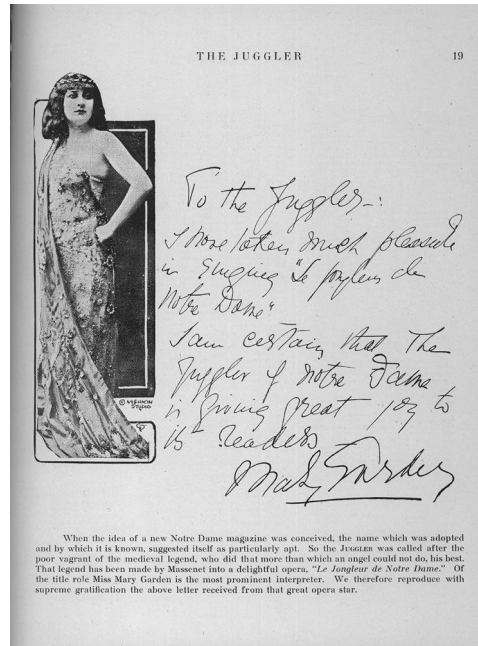 THE JUGGLER
19
To the Juggler-:
I have taken much pleasure
in singing "Le jongleur de
Notre Dame"
I am certain that The
Juggler of Notre Dame
is giving great joy to
its readers
Mary Garden
© MISHKIN
STUDIO
When the idea of a new Notre Dame magazine was conceived, the name which was adopted
and by which it is known, suggested itself as particularly apt. So the JUGGLER was called after the
poor vagrant of the medieval legend, who did that more than which an angel could not do, his best.
That legend has been made by Massenet into a delightful opera, "Le Jongleur de Notre Dame." Of
the title role Miss Mary Garden is the most prominent interpreter. We therefore reproduce with
supreme gratification the above letter received from that great opera star.